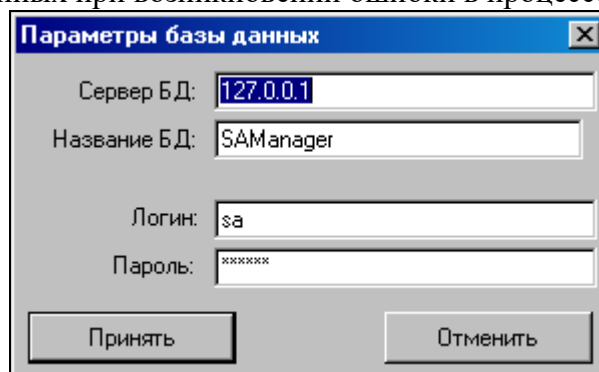 при возникновении ошибки в процессе
Параметры базы данных
Сервер БД: 127.0.0.1
Название БД: SAManager
Логин: sa
Пароль: ******
Принять Отменить